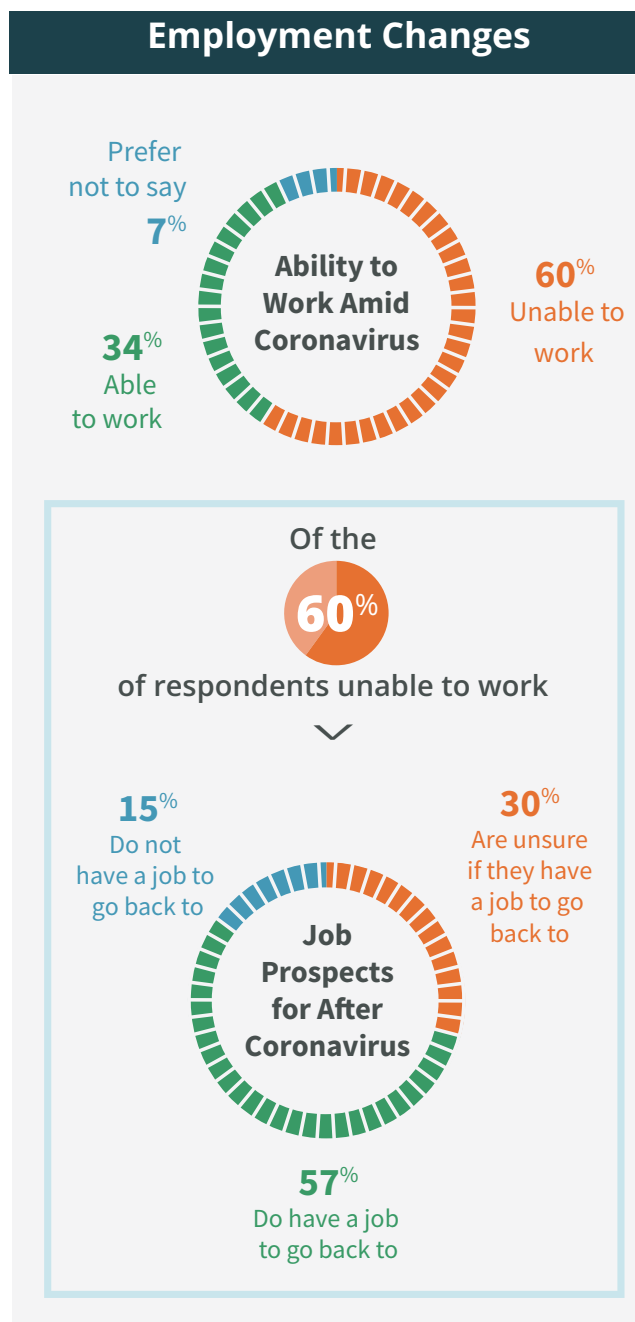 Employment Changes
Prefer
not to say
7%
Ability to
Work Amid
Coronavirus
60%
Unable to
work
34%
Able
to work
Of the
60%
of respondents unable to work
15%
Do not
have a job to
go back to
30%
Are unsure
if they have
a job to go
back to
Job
Prospects
for After
Coronavirus
57%
Do have a job
to go back to